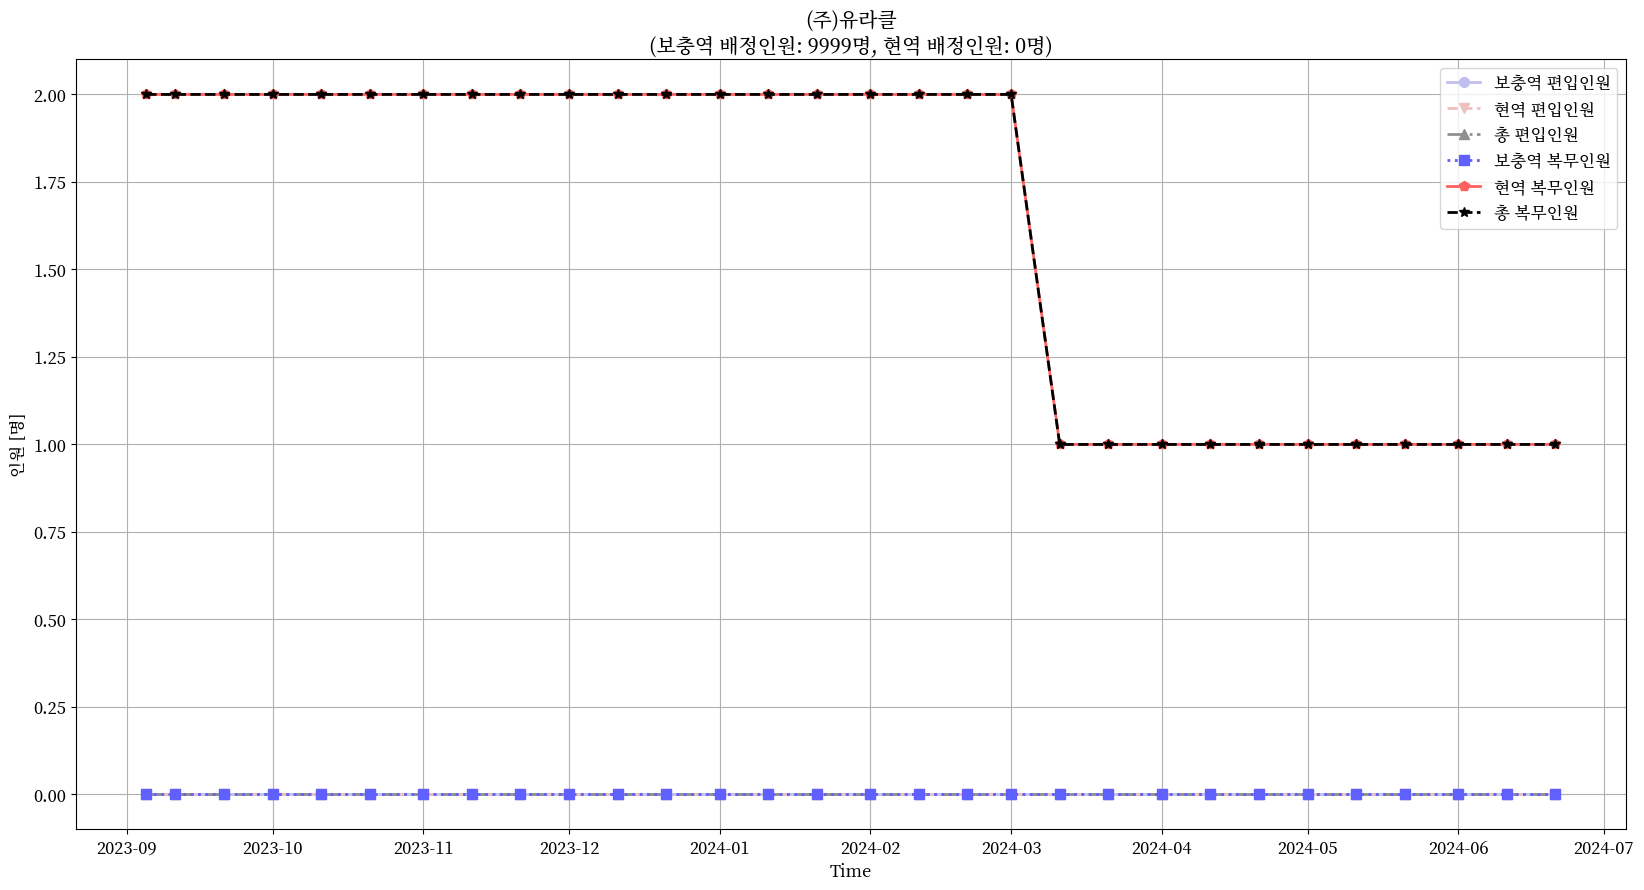 (주)유라클
(보충역 배정인원: 9999명, 현역 배정인원: 0명)
보충역 편입인원
현역 편입인원
총 편입인원
보충역 복무인원
현역 복무인원
총 복무인원
인원 [명]
2.00
1.75
1.50
1.25
1.00
0.75
0.50
0.25
0.00
2023-09 2023-10 2023-11 2023-12 2024-01 2024-02 2024-03 2024-04 2024-05 2024-06 2024-07
Time